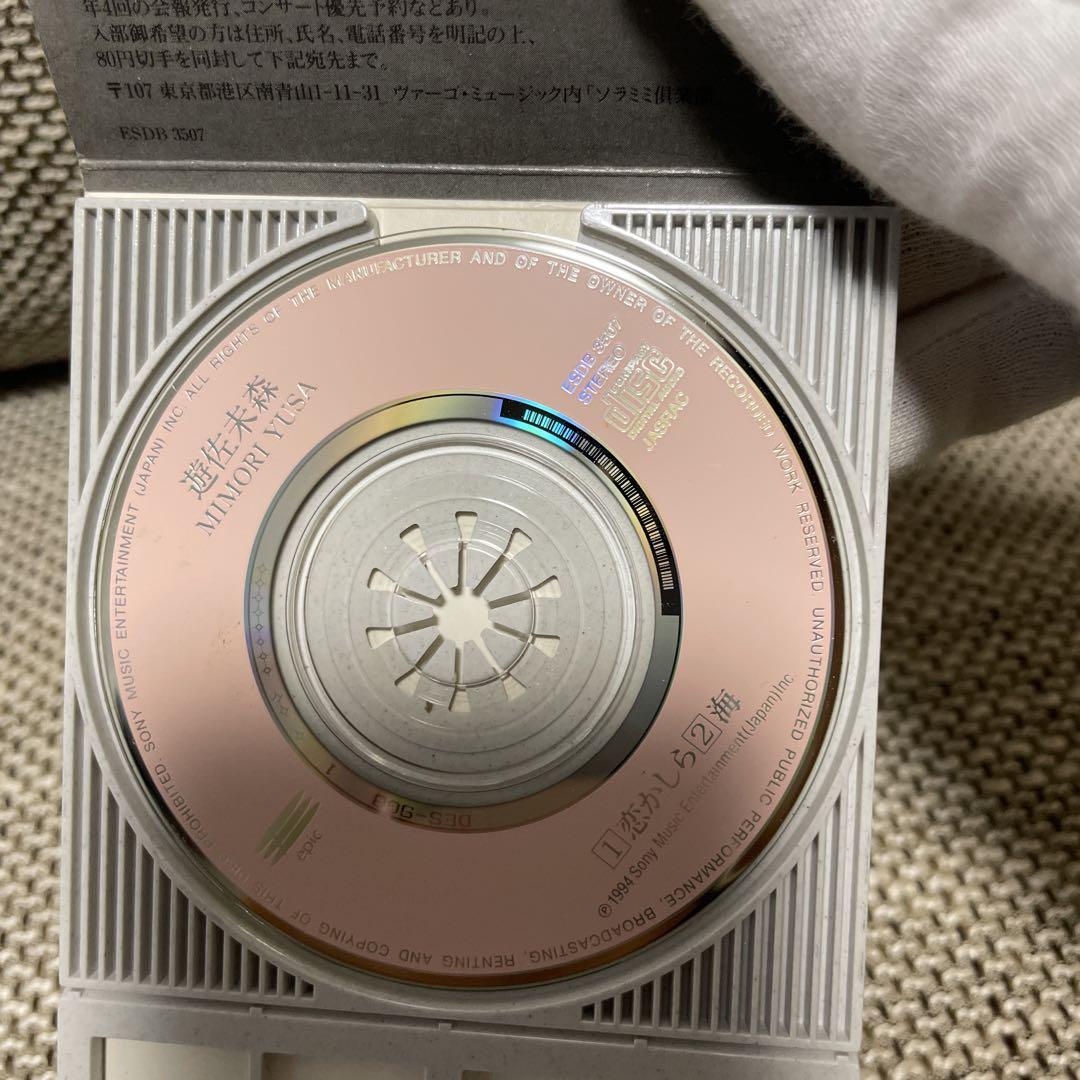 年4回の会報発行、コンサート優先予約などあり。
入部御希望の方は住所、氏名、電話番号を明記の上、
80円切手を同封して下記宛先まで。
〒107 東京都港区南青山1-11-31 ヴァーゴ・ミュージック内「ソラミミ倶楽部」
ESDB 3507
ALL RIGHTS OF THE MANUFACTURER AND OF THE OWNER OF THE RECORDED WORK RESERVED. UNAUTHORIZED PUBLIC PERFORMANCE, BROADCASTING, RENTING AND COPYING OF THIS DISC PROHIBITED. SONY MUSIC ENTERTAINMENT (JAPAN) INC.
遊佐未森
MIMORI YUSA
ESDB 3507
STEREO
COMPACT
disc
DIGITAL AUDIO
JASRAC
1 恋かしら 2 海
℗1994 Sony Music Entertainment(Japan)Inc.
epic
DES-908
1